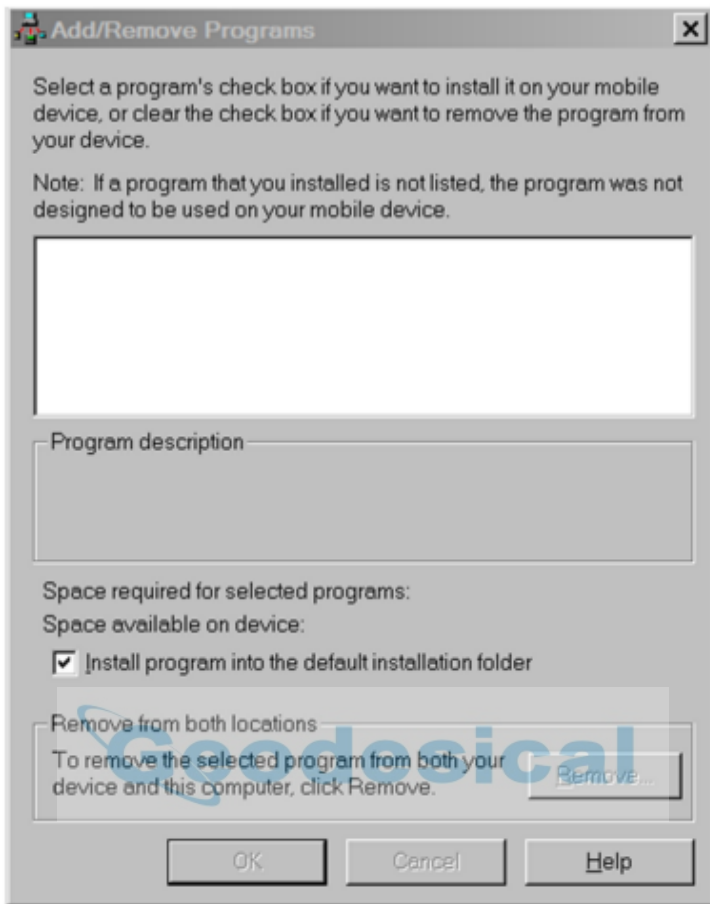 Add/Remove Programs
Select a program's check box if you want to install it on your mobile
device, or clear the check box if you want to remove the program from
your device.
Note: If a program that you installed is not listed, the program was not
designed to be used on your mobile device.
Program description
Space required for selected programs:
Space available on device:
Install program into the default installation folder
Remove from both locations
To remove the selected program from both your
device and this computer, click Remove.
Remove...
Geodesical
OK
Cancel
Help